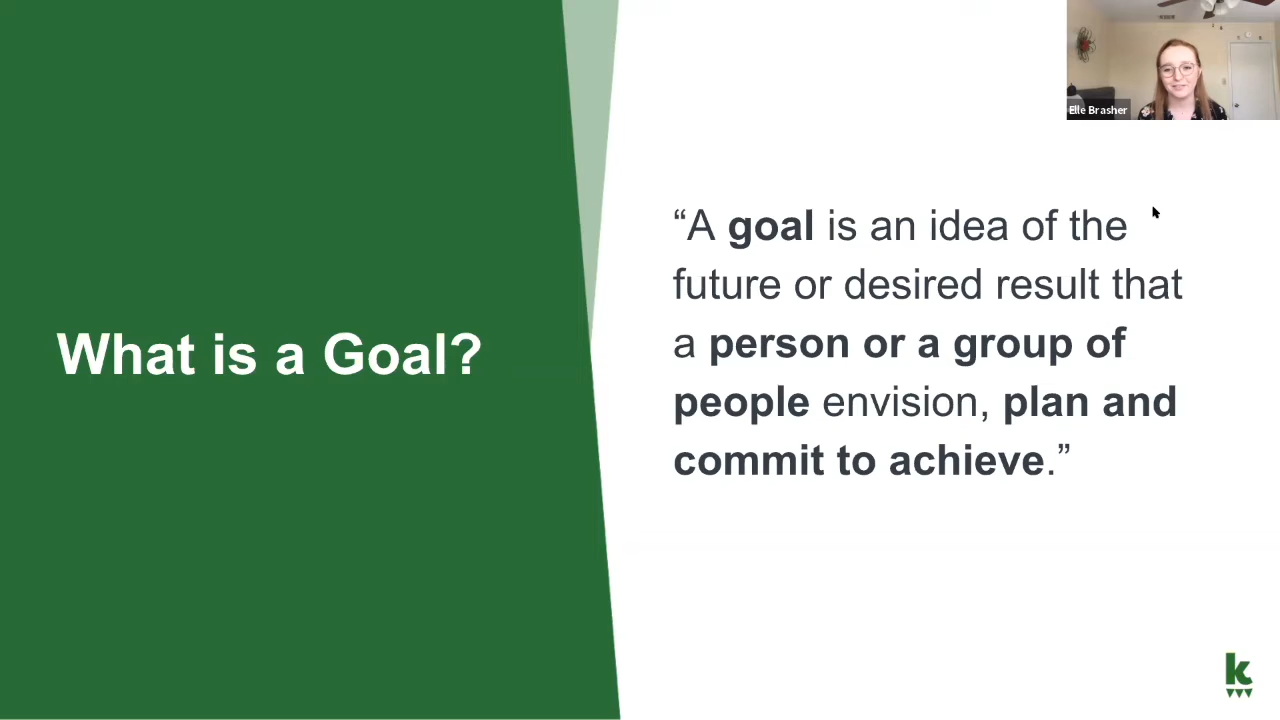 Elle Brasher
What is a Goal?
“A goal is an idea of the
future or desired result that
a person or a group of
people envision, plan and
commit to achieve.”
k